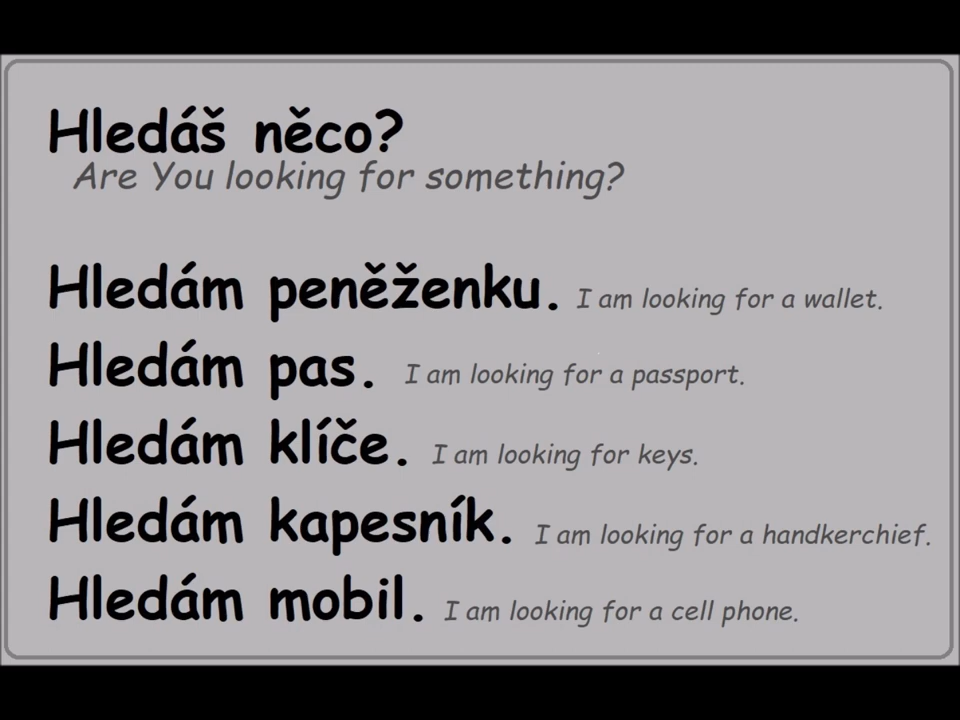 Hledáš něco?
Are You looking for something?
Hledám peněženku. I am looking for a wallet.
Hledám pas. I am looking for a passport.
Hledám klíče. I am looking for keys.
Hledám kapesník. I am looking for a handkerchief.
Hledám mobil. I am looking for a cell phone.